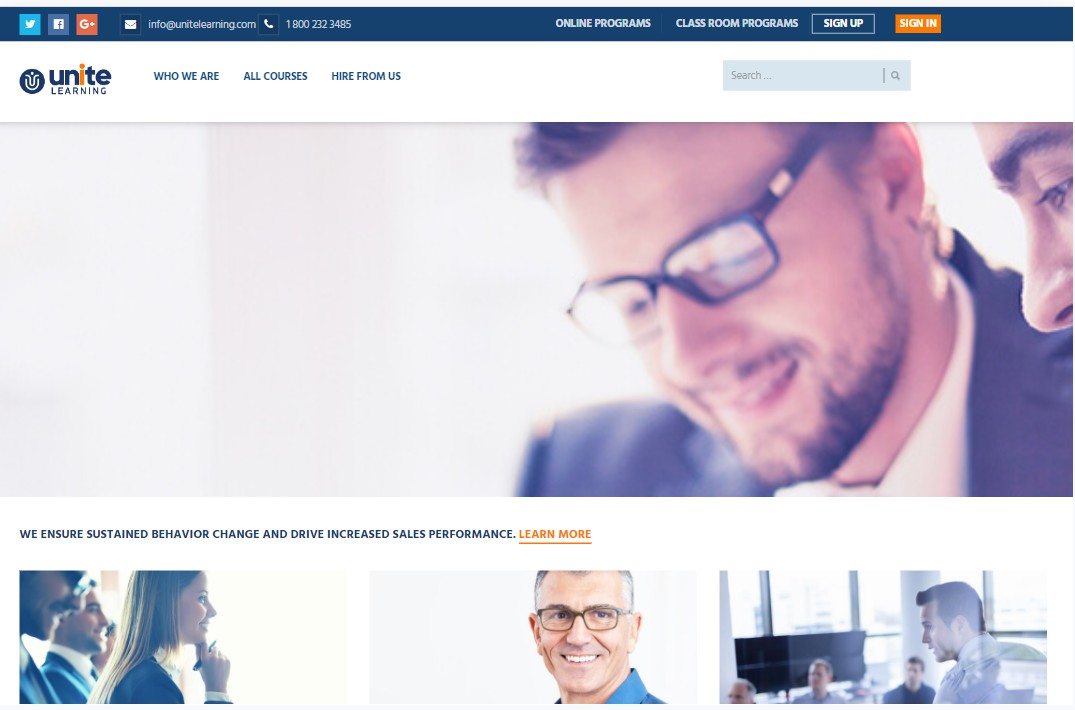 info@unitelearning.com 1 800 232 3485 ONLINE PROGRAMS CLASS ROOM PROGRAMS SIGN UP SIGN IN
unite
LEARNING
WHO WE ARE ALL COURSES HIRE FROM US
Search ...
WE ENSURE SUSTAINED BEHAVIOR CHANGE AND DRIVE INCREASED SALES PERFORMANCE. LEARN MORE